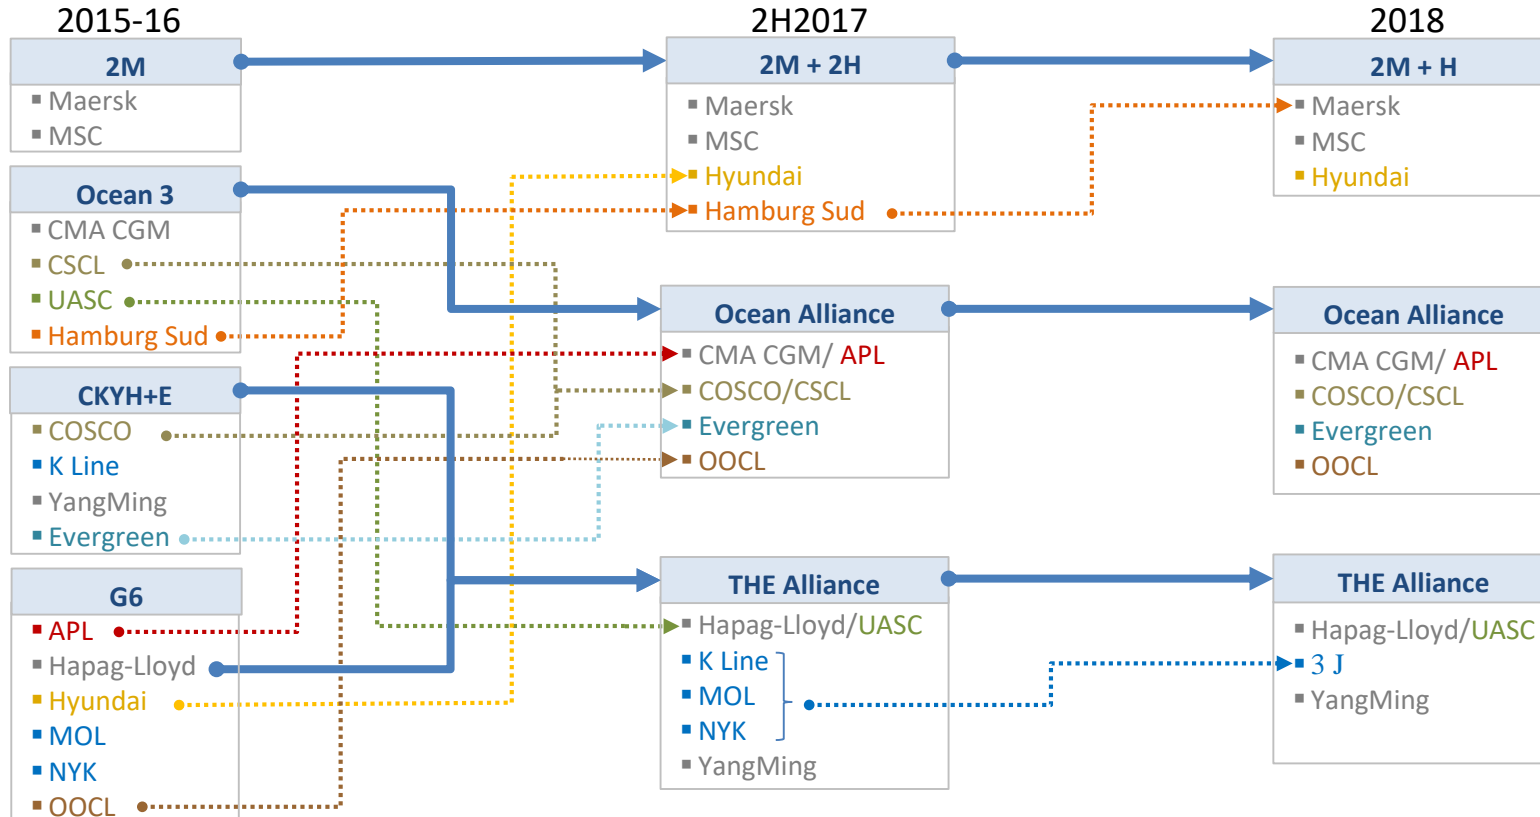 2015-16
2M
▪ Maersk
▪ MSC
Ocean 3
▪ CMA CGM
▪ CSCL
▪ UASC
▪ Hamburg Sud
CKYH+E
▪ COSCO
▪ K Line
▪ YangMing
▪ Evergreen
G6
▪ APL
▪ Hapag-Lloyd
▪ Hyundai
▪ MOL
▪ NYK
▪ OOCL
2H2017
2M + 2H
▪ Maersk
▪ MSC
▪ Hyundai
▪ Hamburg Sud
Ocean Alliance
▪ CMA CGM/ APL
▪ COSCO/CSCL
▪ Evergreen
▪ OOCL
THE Alliance
▪ Hapag-Lloyd/UASC
▪ K Line
▪ MOL
▪ NYK
▪ YangMing
2018
2M + H
▪ Maersk
▪ MSC
▪ Hyundai
Ocean Alliance
▪ CMA CGM/ APL
▪ COSCO/CSCL
▪ Evergreen
▪ OOCL
THE Alliance
▪ Hapag-Lloyd/UASC
▪ 3 J
▪ YangMing